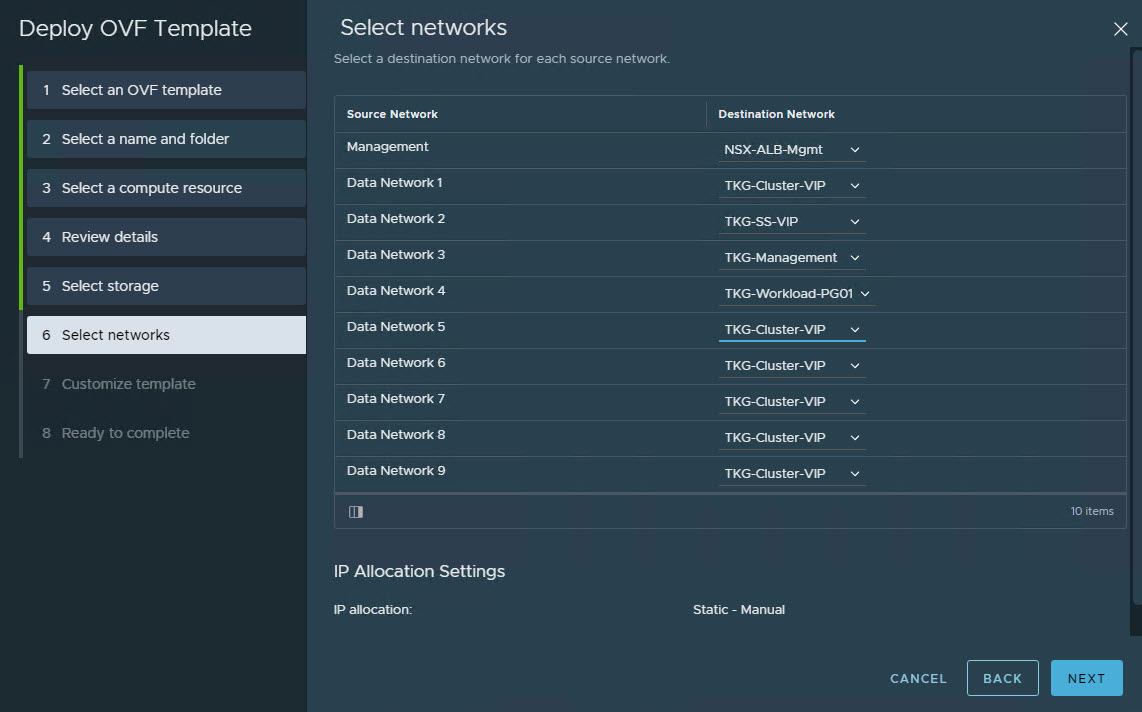 Deploy OVF Template
1 Select an OVF template
2 Select a name and folder
3 Select a compute resource
4 Review details
5 Select storage
6 Select networks
7 Customize template
8 Ready to complete
Select networks
Select a destination network for each source network.
Source Network Destination Network
Management NSX-ALB-Mgmt
Data Network 1 TKG-Cluster-VIP
Data Network 2 TKG-SS-VIP
Data Network 3 TKG-Management
Data Network 4 TKG-Workload-PG01
Data Network 5 TKG-Cluster-VIP
Data Network 6 TKG-Cluster-VIP
Data Network 7 TKG-Cluster-VIP
Data Network 8 TKG-Cluster-VIP
Data Network 9 TKG-Cluster-VIP
10 items
IP Allocation Settings
IP allocation: Static - Manual
CANCEL BACK NEXT